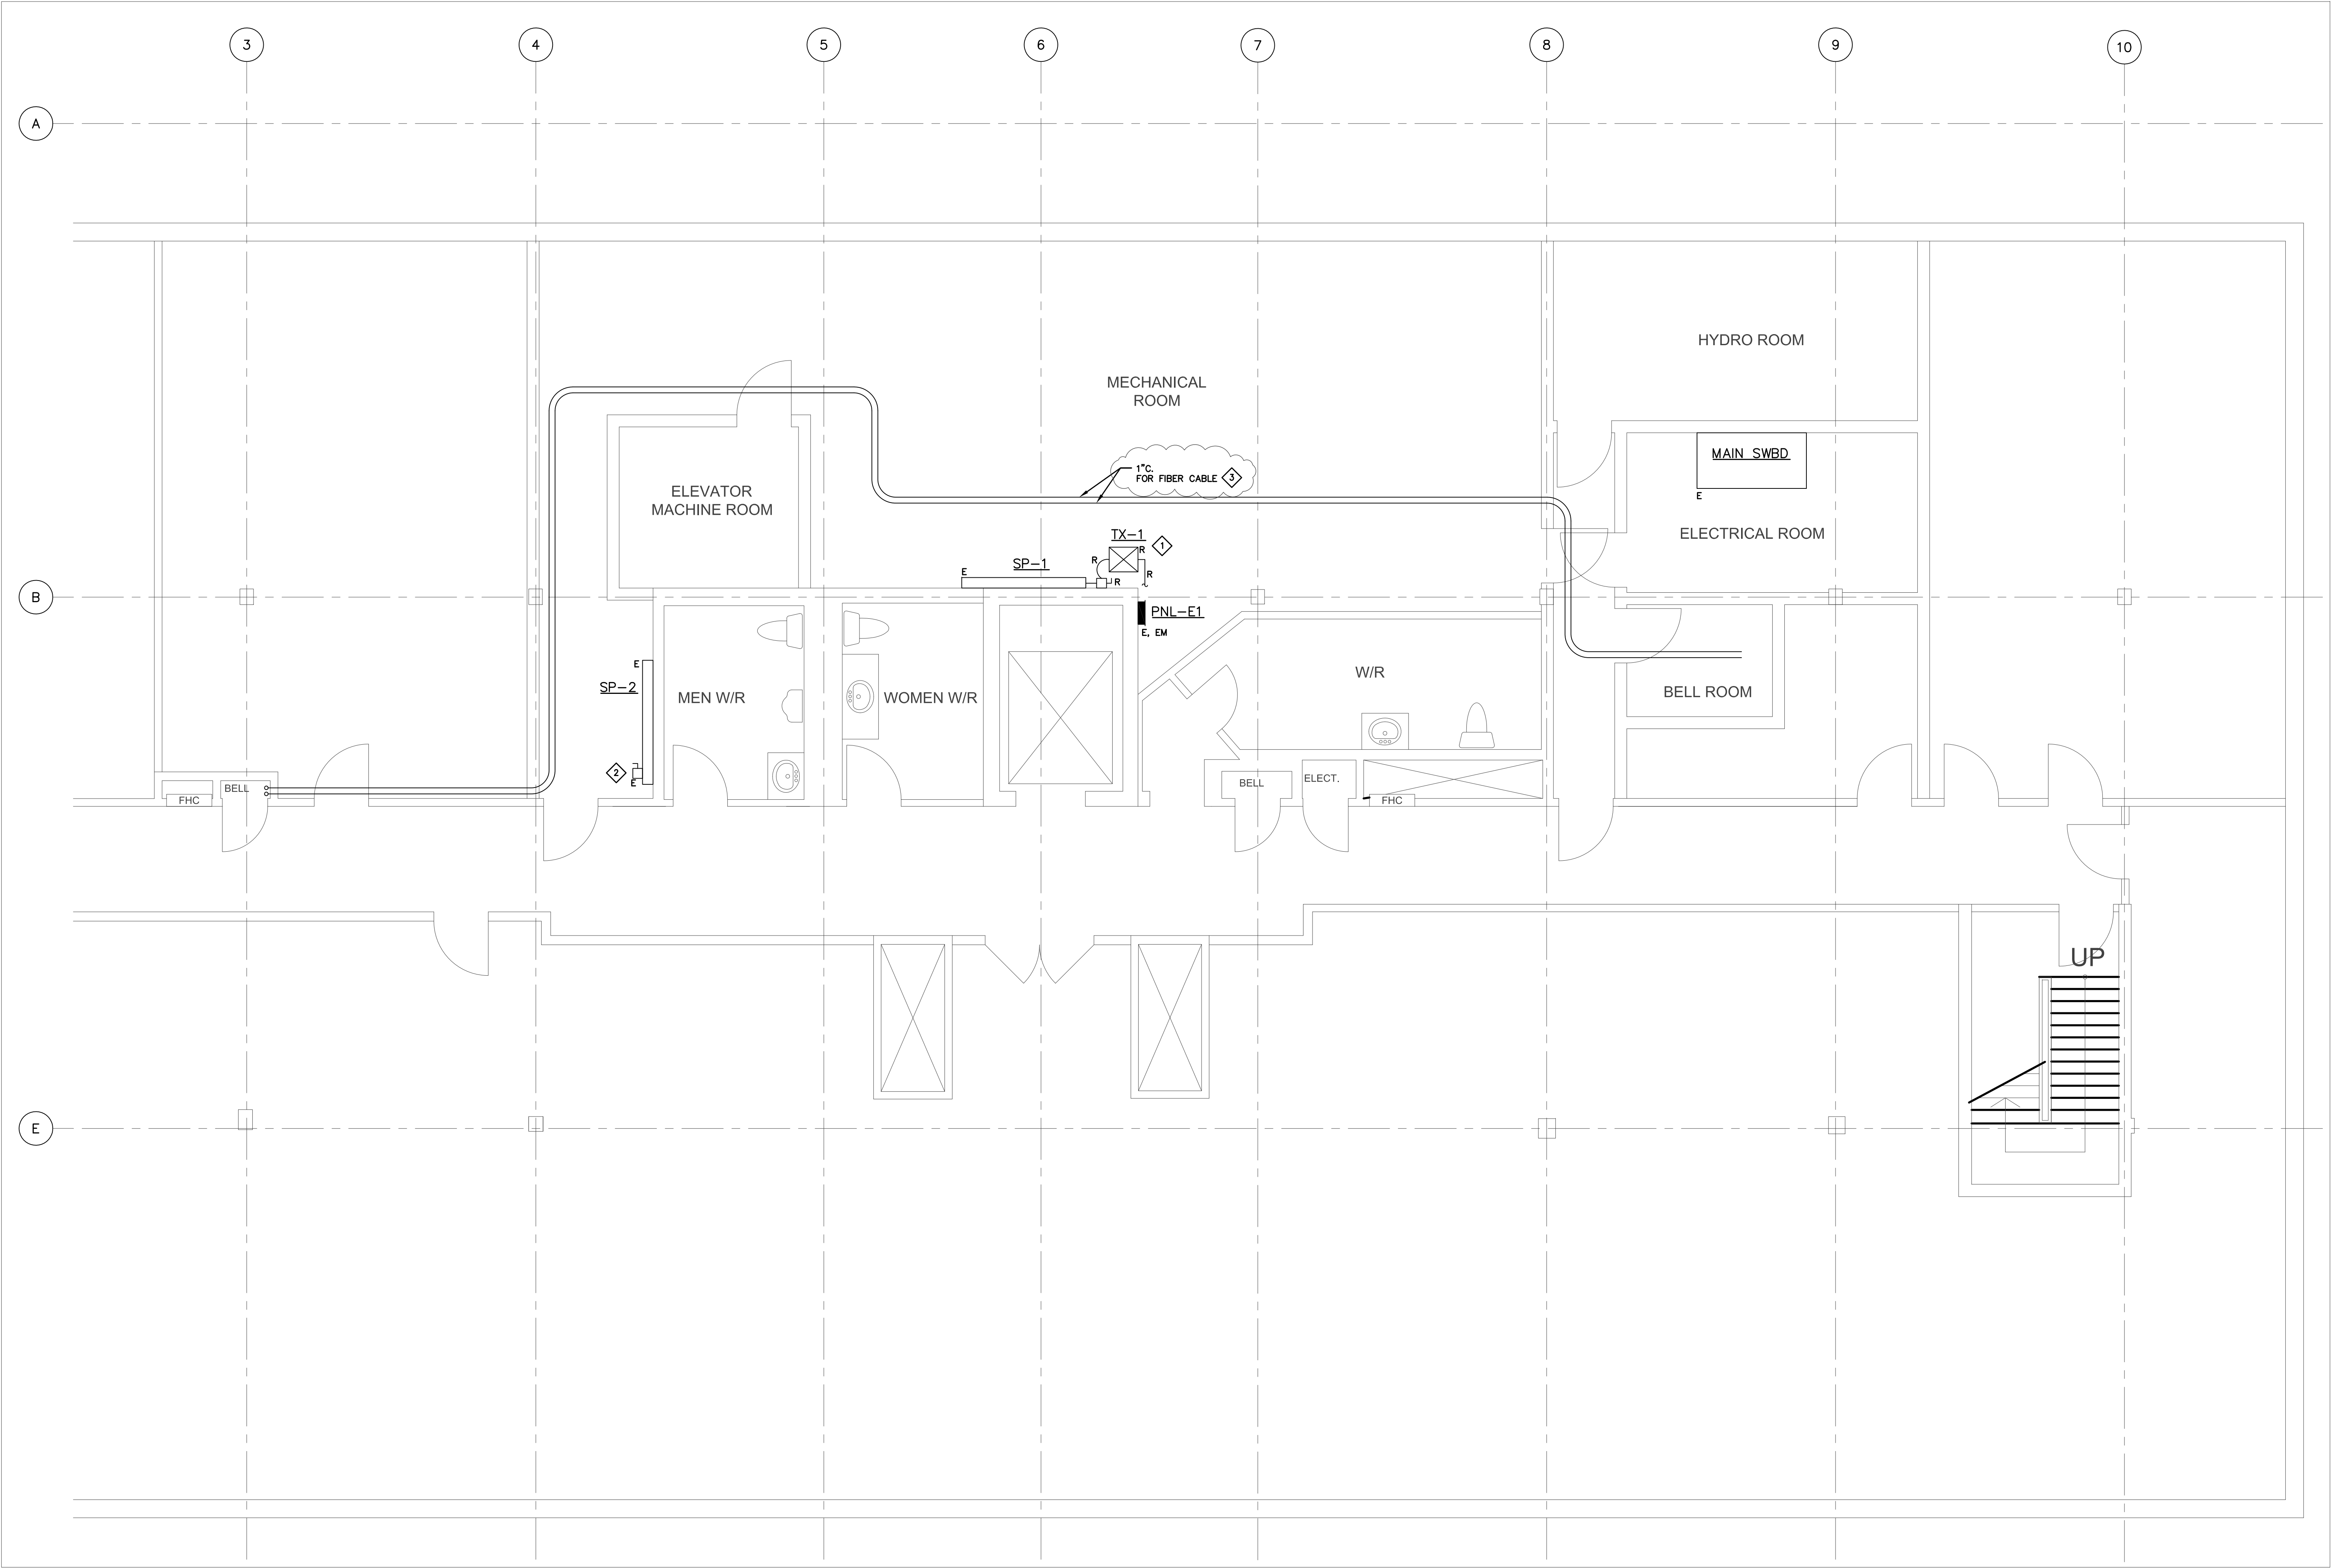 3
4
5
6
7
8
9
10
A
HYDRO ROOM
MECHANICAL
ROOM
MAIN SWBD
E
1"C.
FOR FIBER CABLE 3
ELEVATOR
MACHINE ROOM
ELECTRICAL ROOM
TX-1
1
R
R
R
R
SP-1
E
B
PNL-E1
E, EM
E
SP-2
2
E
MEN W/R
WOMEN W/R
W/R
BELL ROOM
BELL
FHC
BELL
ELECT.
FHC
UP
E